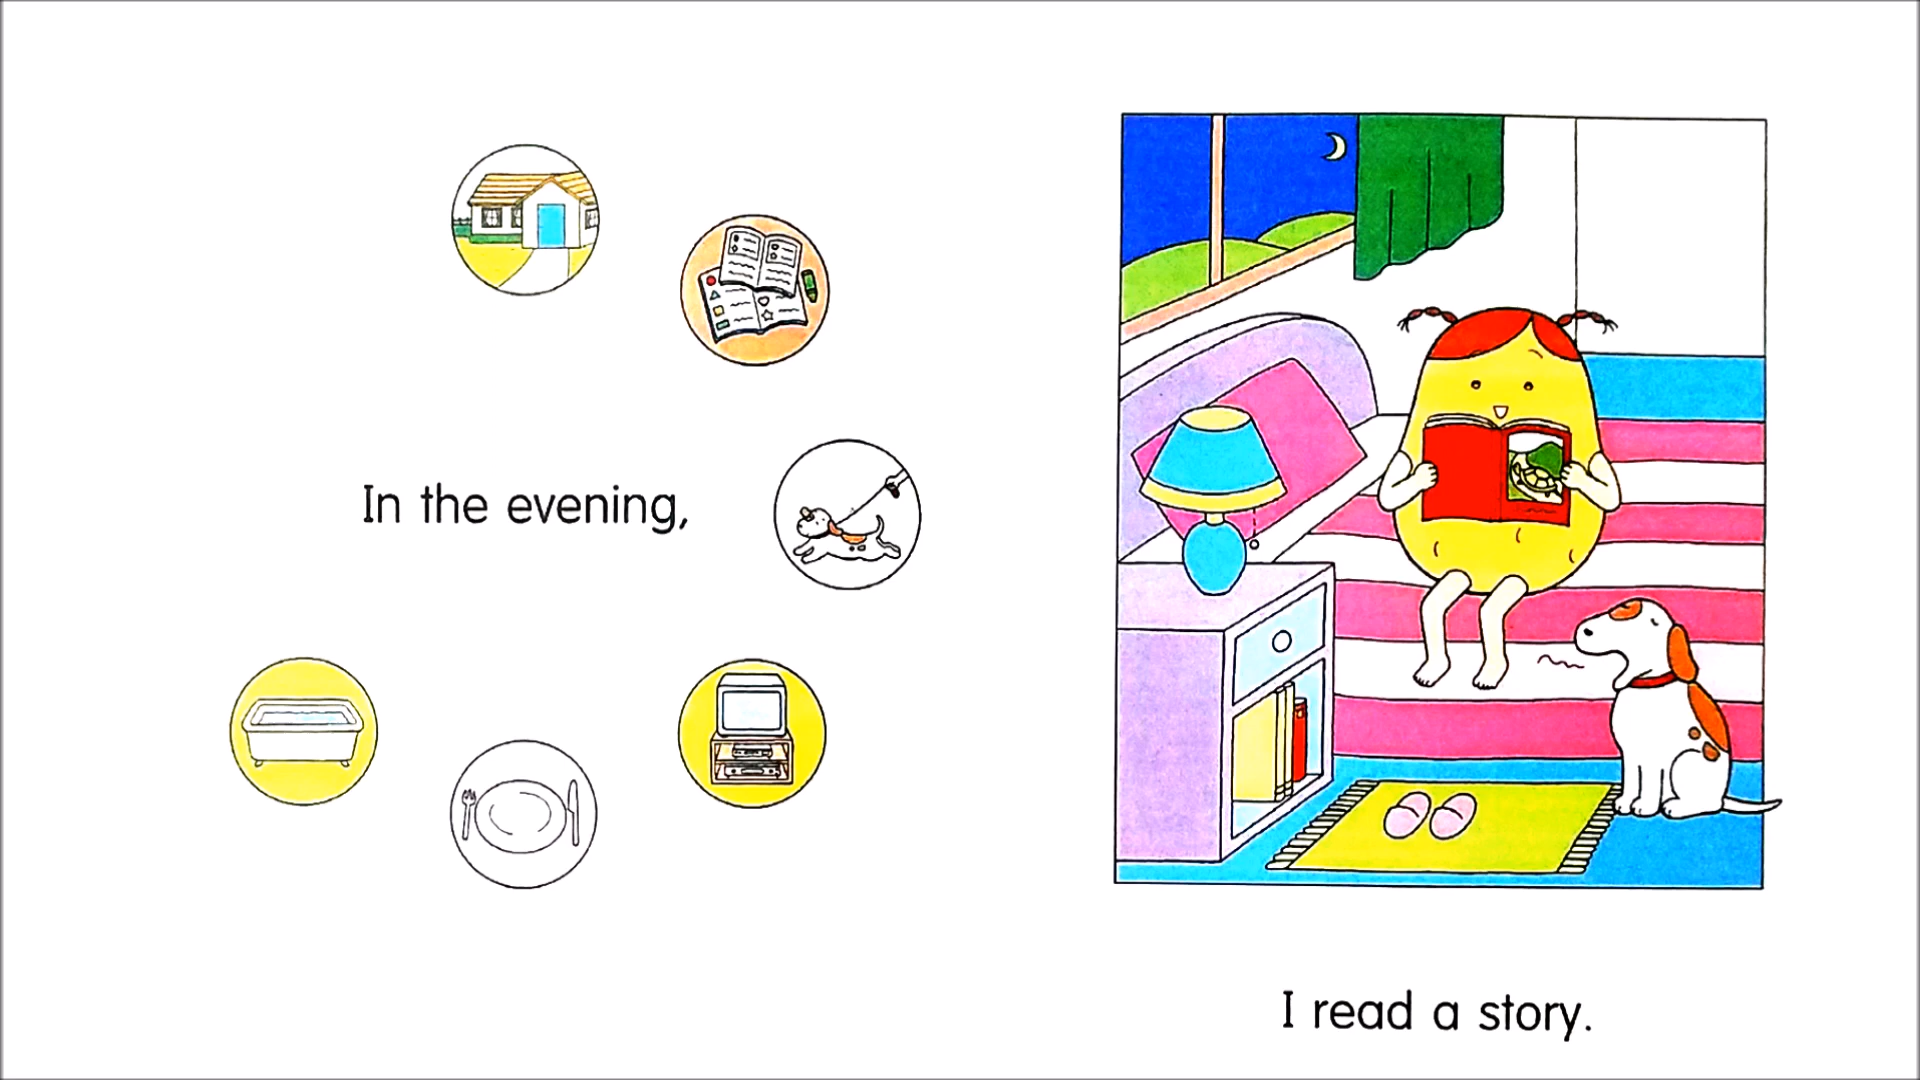 In the evening,
I read a story.